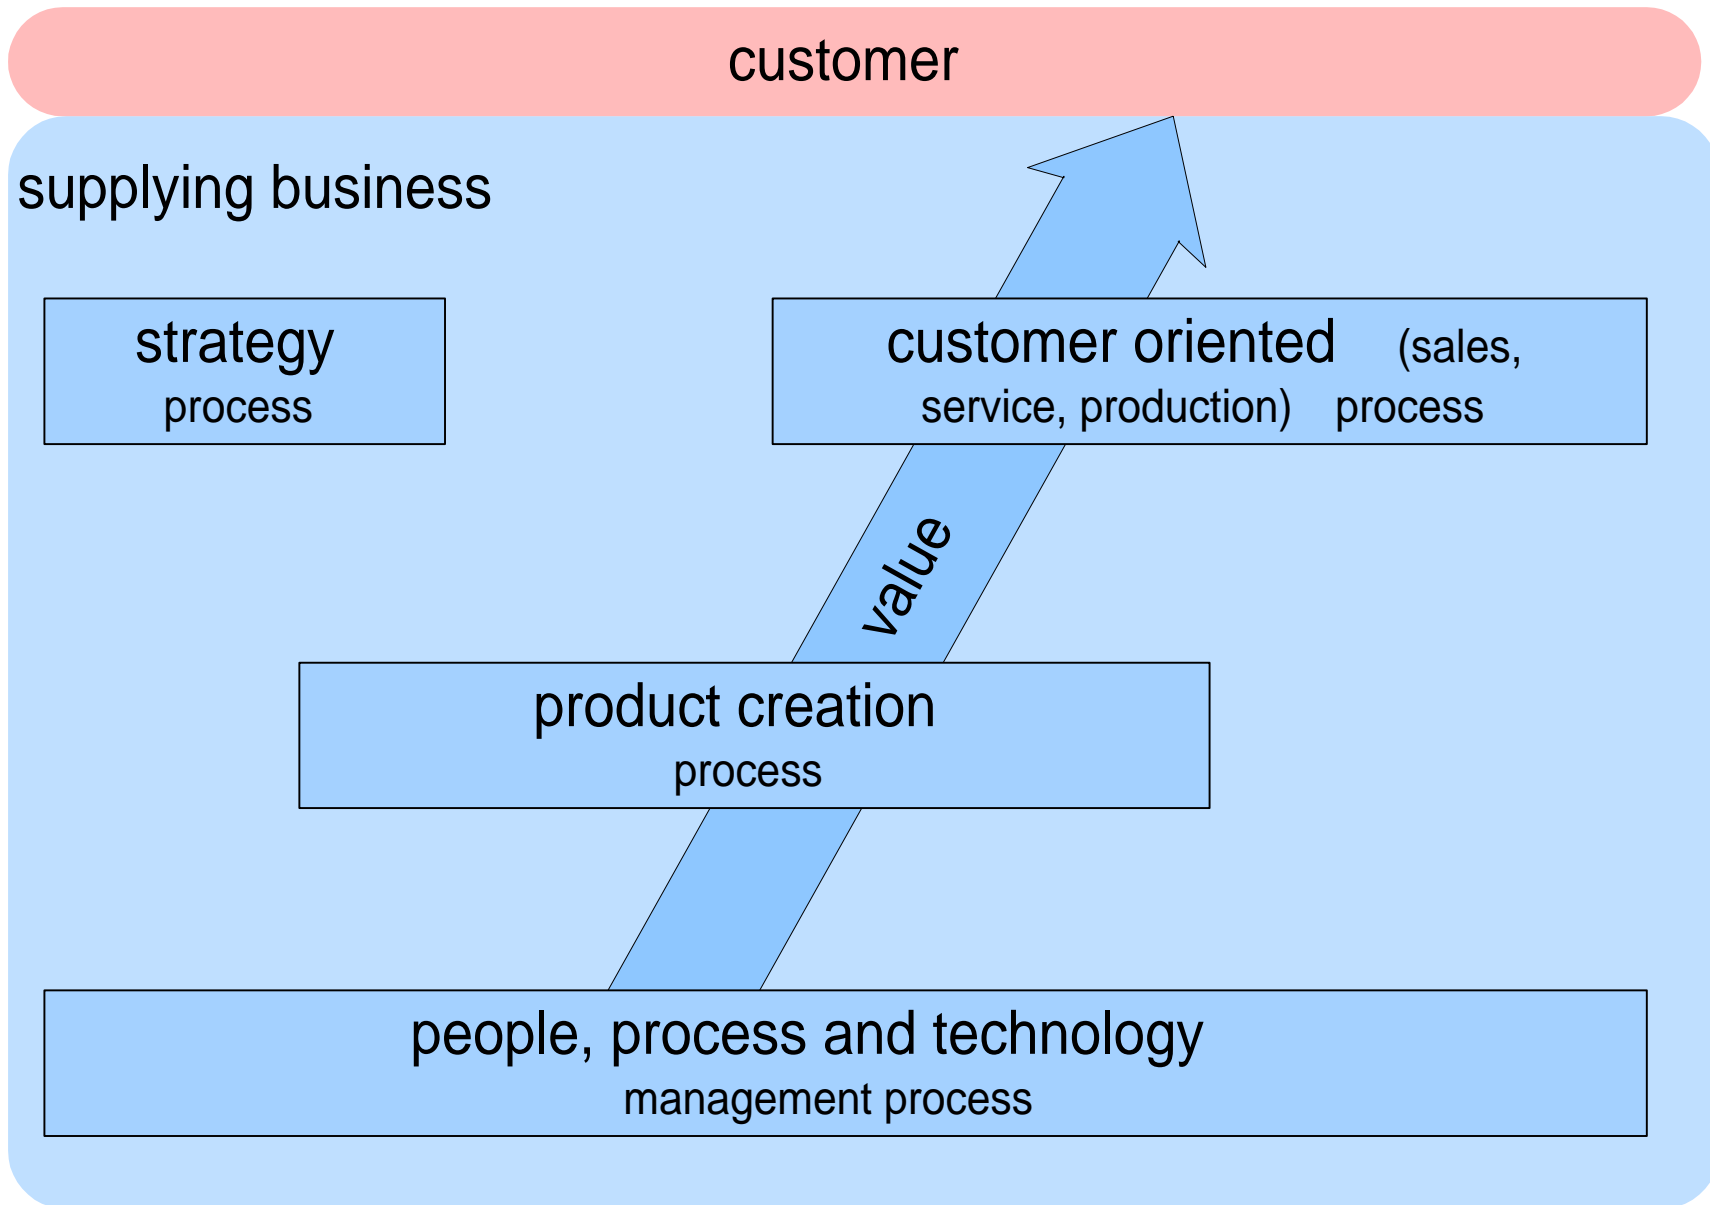 customer
supplying business
strategy
process
customer oriented (sales,
service, production) process
value
product creation
process
people, process and technology
management process